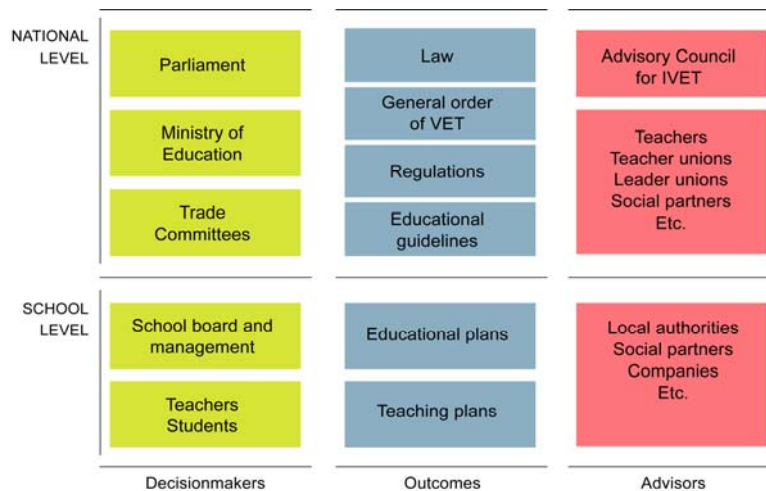 NATIONAL
LEVEL
Parliament
Ministry of
Education
Trade
Committees
Law
General order
of VET
Regulations
Educational
guidelines
Advisory Council
for IVET
Teachers
Teacher unions
Leader unions
Social partners
Etc.
SCHOOL
LEVEL
School board and
management
Teachers
Students
Educational plans
Teaching plans
Local authorities
Social partners
Companies
Etc.
Decisionmakers
Outcomes
Advisors